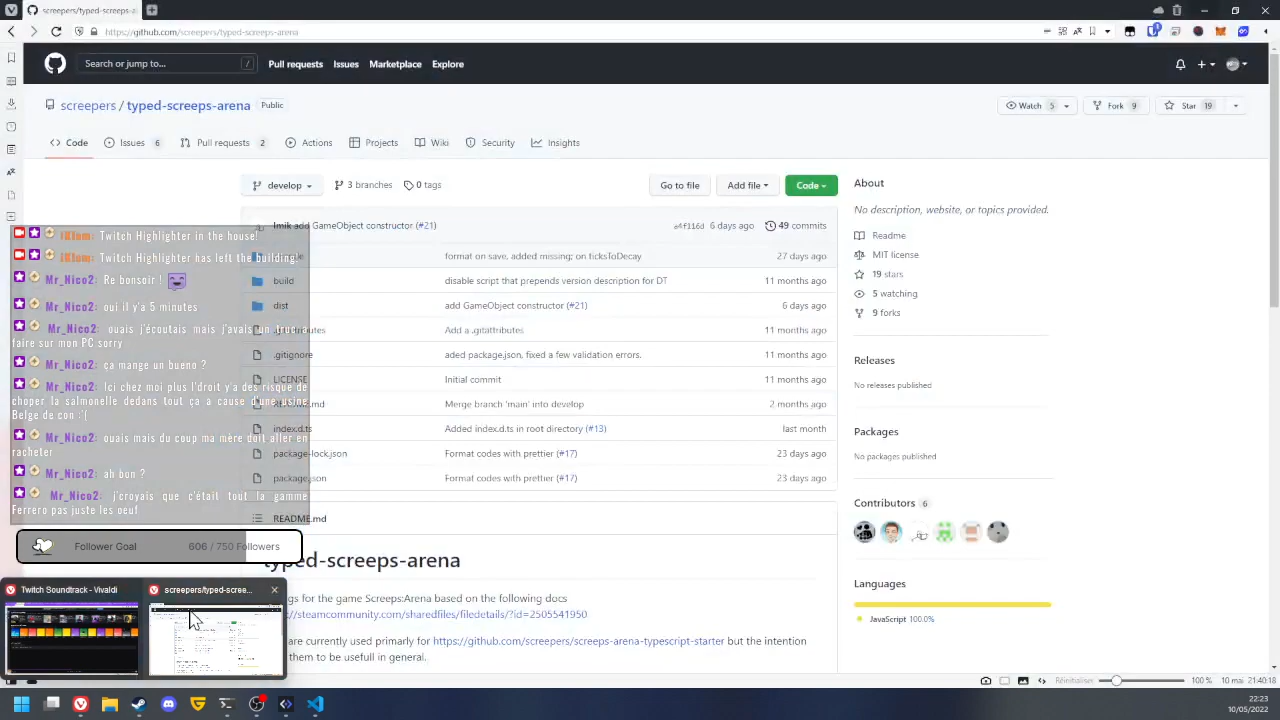 screepers/typed-screeps-a
https://github.com/screepers/typed-screeps-arena
Search or jump to...
/
Pull requests
Issues
Marketplace
Explore
screepers / typed-screeps-arena
Public
Watch 5
Fork 9
Star 19
Code
Issues 6
Pull requests 2
Actions
Projects
Wiki
Security
Insights
develop
3 branches
0 tags
Go to file
Add file
Code
About
No description, website, or topics provided.
Readme
MIT license
19 stars
5 watching
9 forks
Releases
No releases published
Packages
No packages published
Contributors 6
Languages
JavaScript 100.0%
add GameObject constructor (#21)
6 days ago
49 commits
format on save, added missing; on ticksToDecay
27 days ago
build
disable script that prepends version description for DT
11 months ago
dist
add GameObject constructor (#21)
6 days ago
Add a .gitattributes
11 months ago
.gitignore
aded package.json, fixed a few validation errors.
11 months ago
LICENSE
Initial commit
11 months ago
Merge branch 'main' into develop
2 months ago
index.d.ts
Added index.d.ts in root directory (#13)
last month
package-lock.json
Format codes with prettier (#17)
23 days ago
package.json
Format codes with prettier (#17)
23 days ago
README.md
typed-screeps-arena
gs for the game Screeps:Arena based on the following docs
//steamcommunity.com/sharedfiles/filedetails/?id=2505541950
are currently used primarily for https://github.com/screepers/screeps-arena-typescript-starter but the intention
them to be usefull in general.
Twitch Highlighter in the house!
Twitch Highlighter has left the building!
Mr_Nico2: Re bonsoir !
Mr_Nico2: oui il y'a 5 minutes
Mr_Nico2: ouais j'écoutais mais j'avais un truc a
faire sur mon PC sorry
Mr_Nico2: ça mange un bueno ?
Mr_Nico2: Ici chez moi plus l'droit y'a des risque de
choper la salmonelle dedans tout ça a cause d'une usine
Belge de con :'(
Mr_Nico2: ouais mais du coup ma mère doit aller en
racheter
Mr_Nico2: ah bon ?
Mr_Nico2: j'croyais que c'était tout la gamme
Ferrero pas juste les oeuf
Follower Goal
606 / 750 Followers
Twitch Soundtrack - Vivaldi
screepers/typed-scree...
Réinitialiser
100 %
10 mai 21:40:18
22:23
10/05/2022